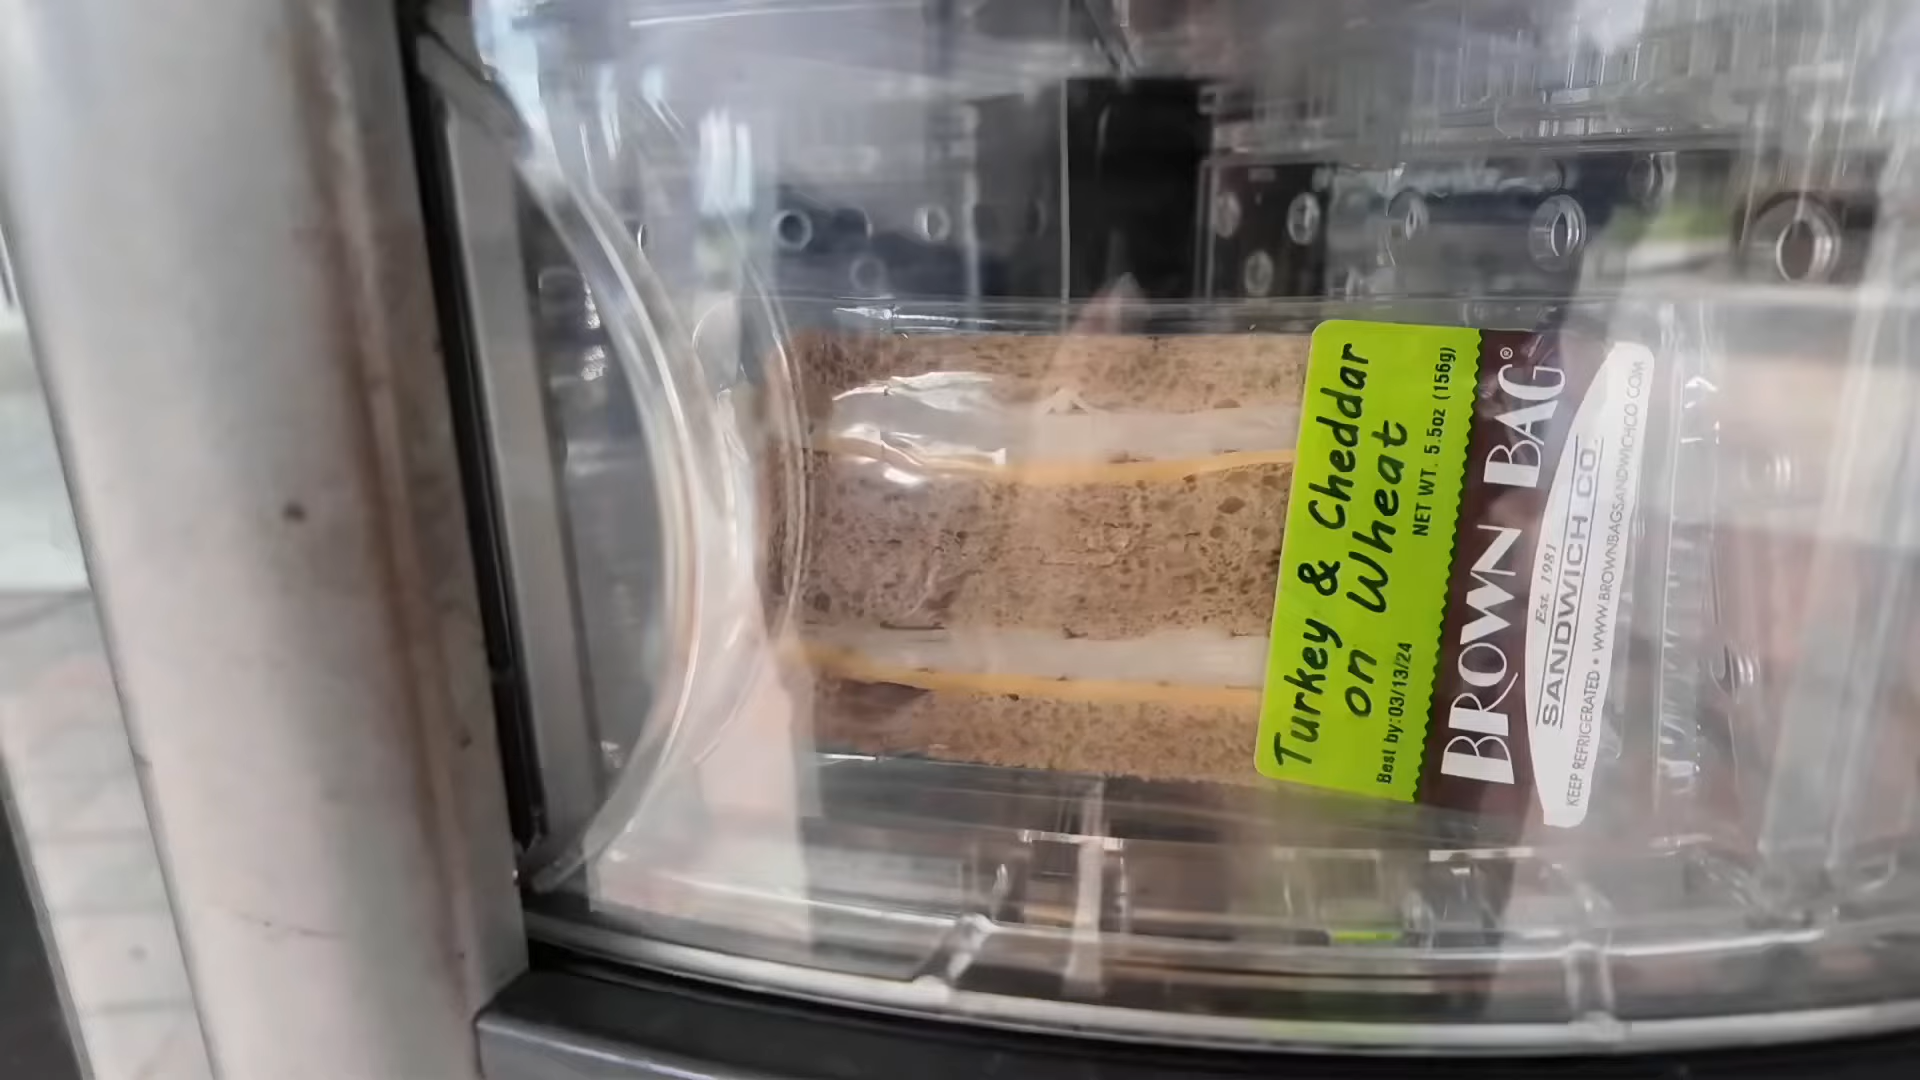 Turkey & Cheddar
on Wheat
Best by:03/13/24
NET WT. 5.5oz (156g)
BROWN BAG®
Est. 1981
SANDWICH CO.
KEEP REFRIGERATED • WWW.BROWNBAGSANDWICHCO.COM